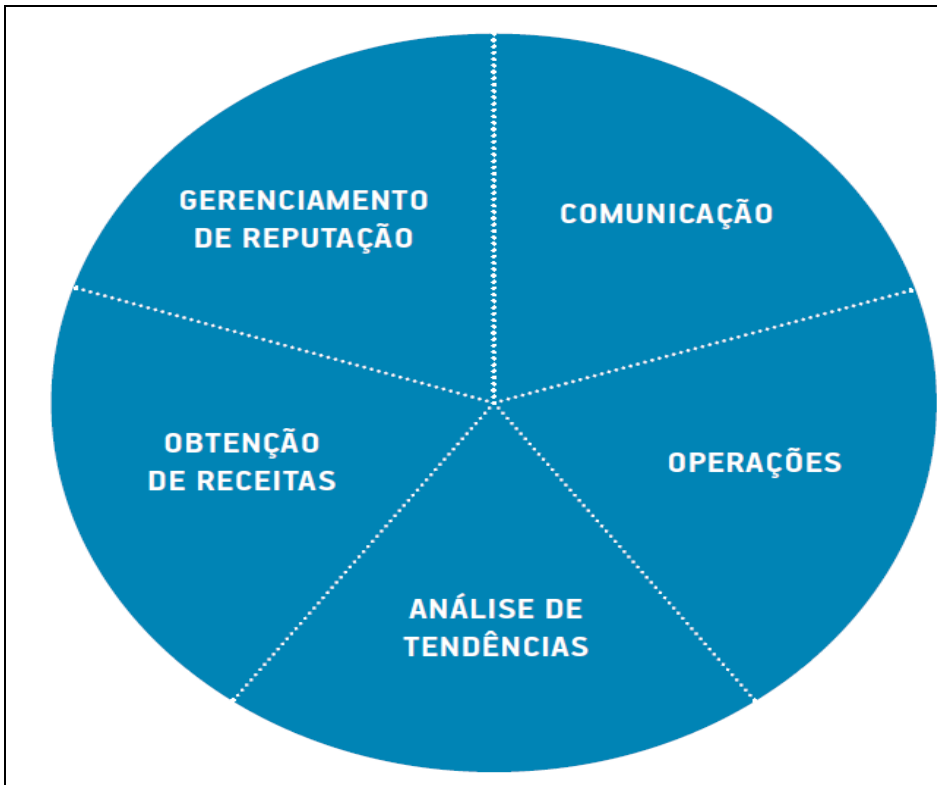 GERENCIAMENTO
DE REPUTAÇÃO
COMUNICAÇÃO
OBTENÇÃO
DE RECEITAS
OPERAÇÕES
ANÁLISE DE
TENDÊNCIAS